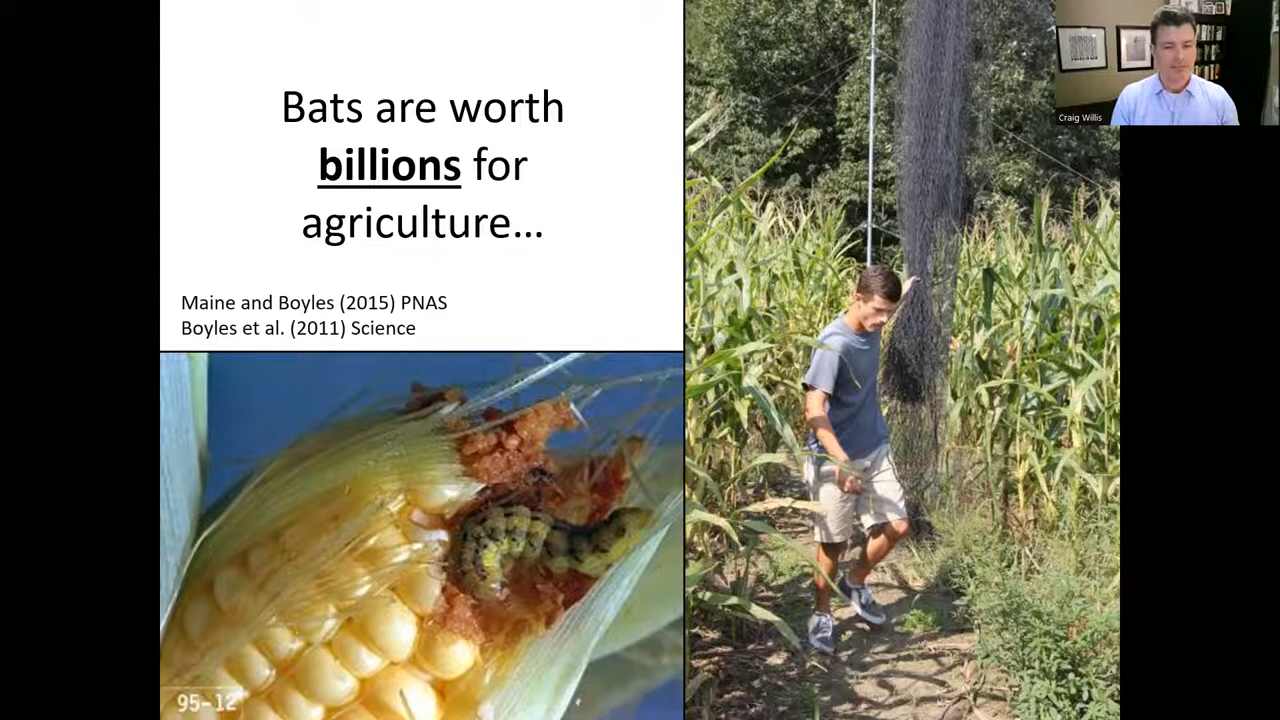 Bats are worth
billions for
agriculture...
Maine and Boyles (2015) PNAS
Boyles et al. (2011) Science
95-12
Craig Willis